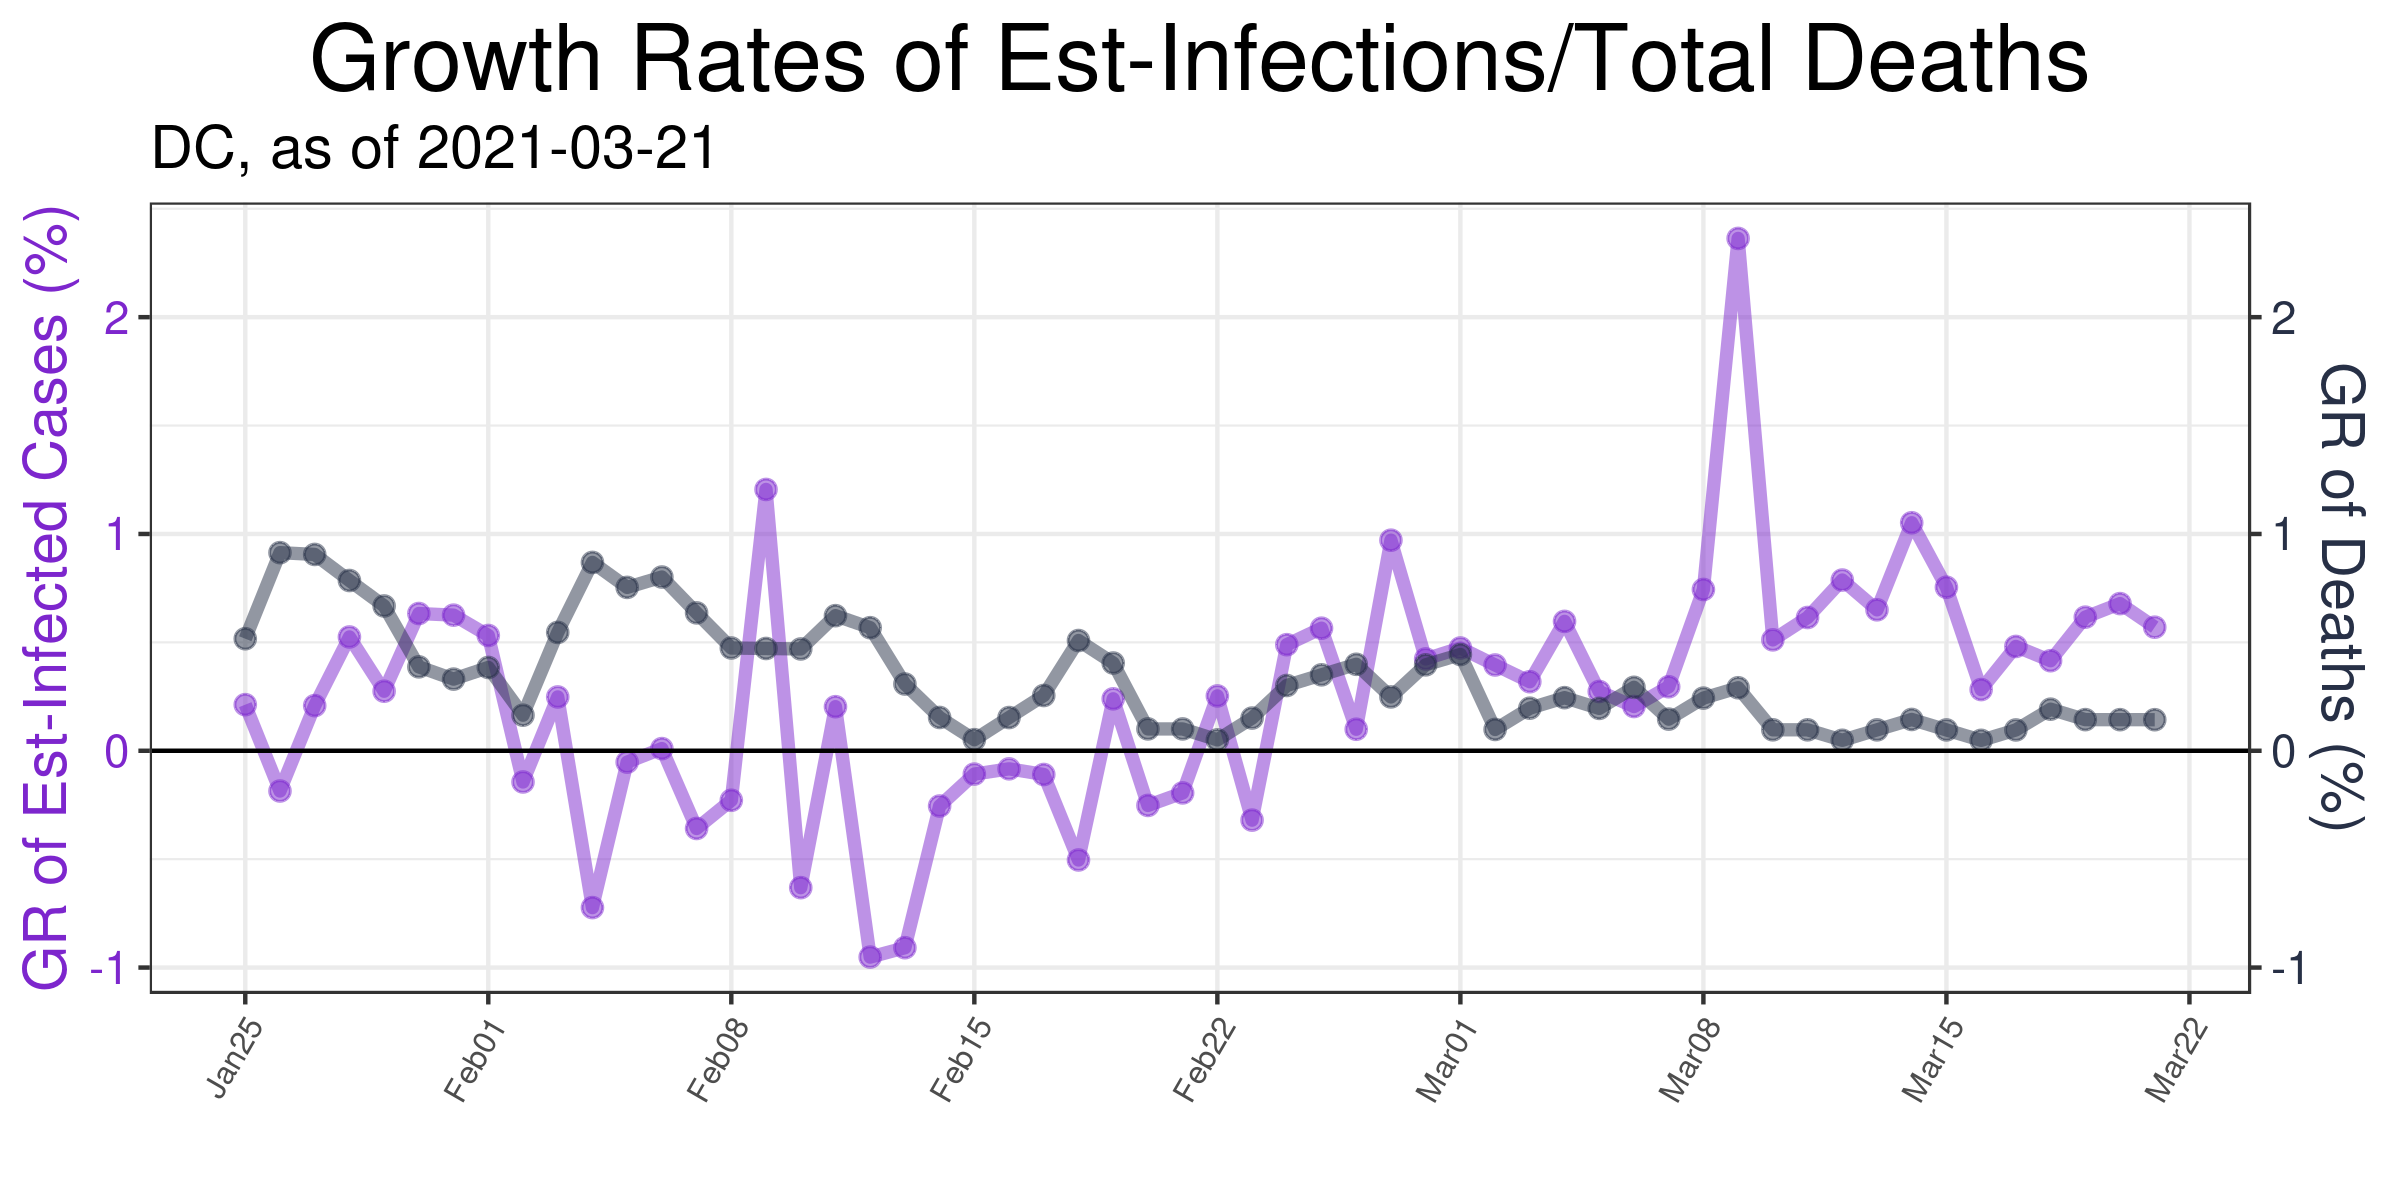 Growth Rates of Est-Infections/Total Deaths
DC, as of 2021-03-21
GR of Est-Infected Cases (%)
2
1
0
-1
2
1
0
-1
GR of Deaths (%)
Jan25
Feb01
Feb08
Feb15
Feb22
Mar01
Mar08
Mar15
Mar22